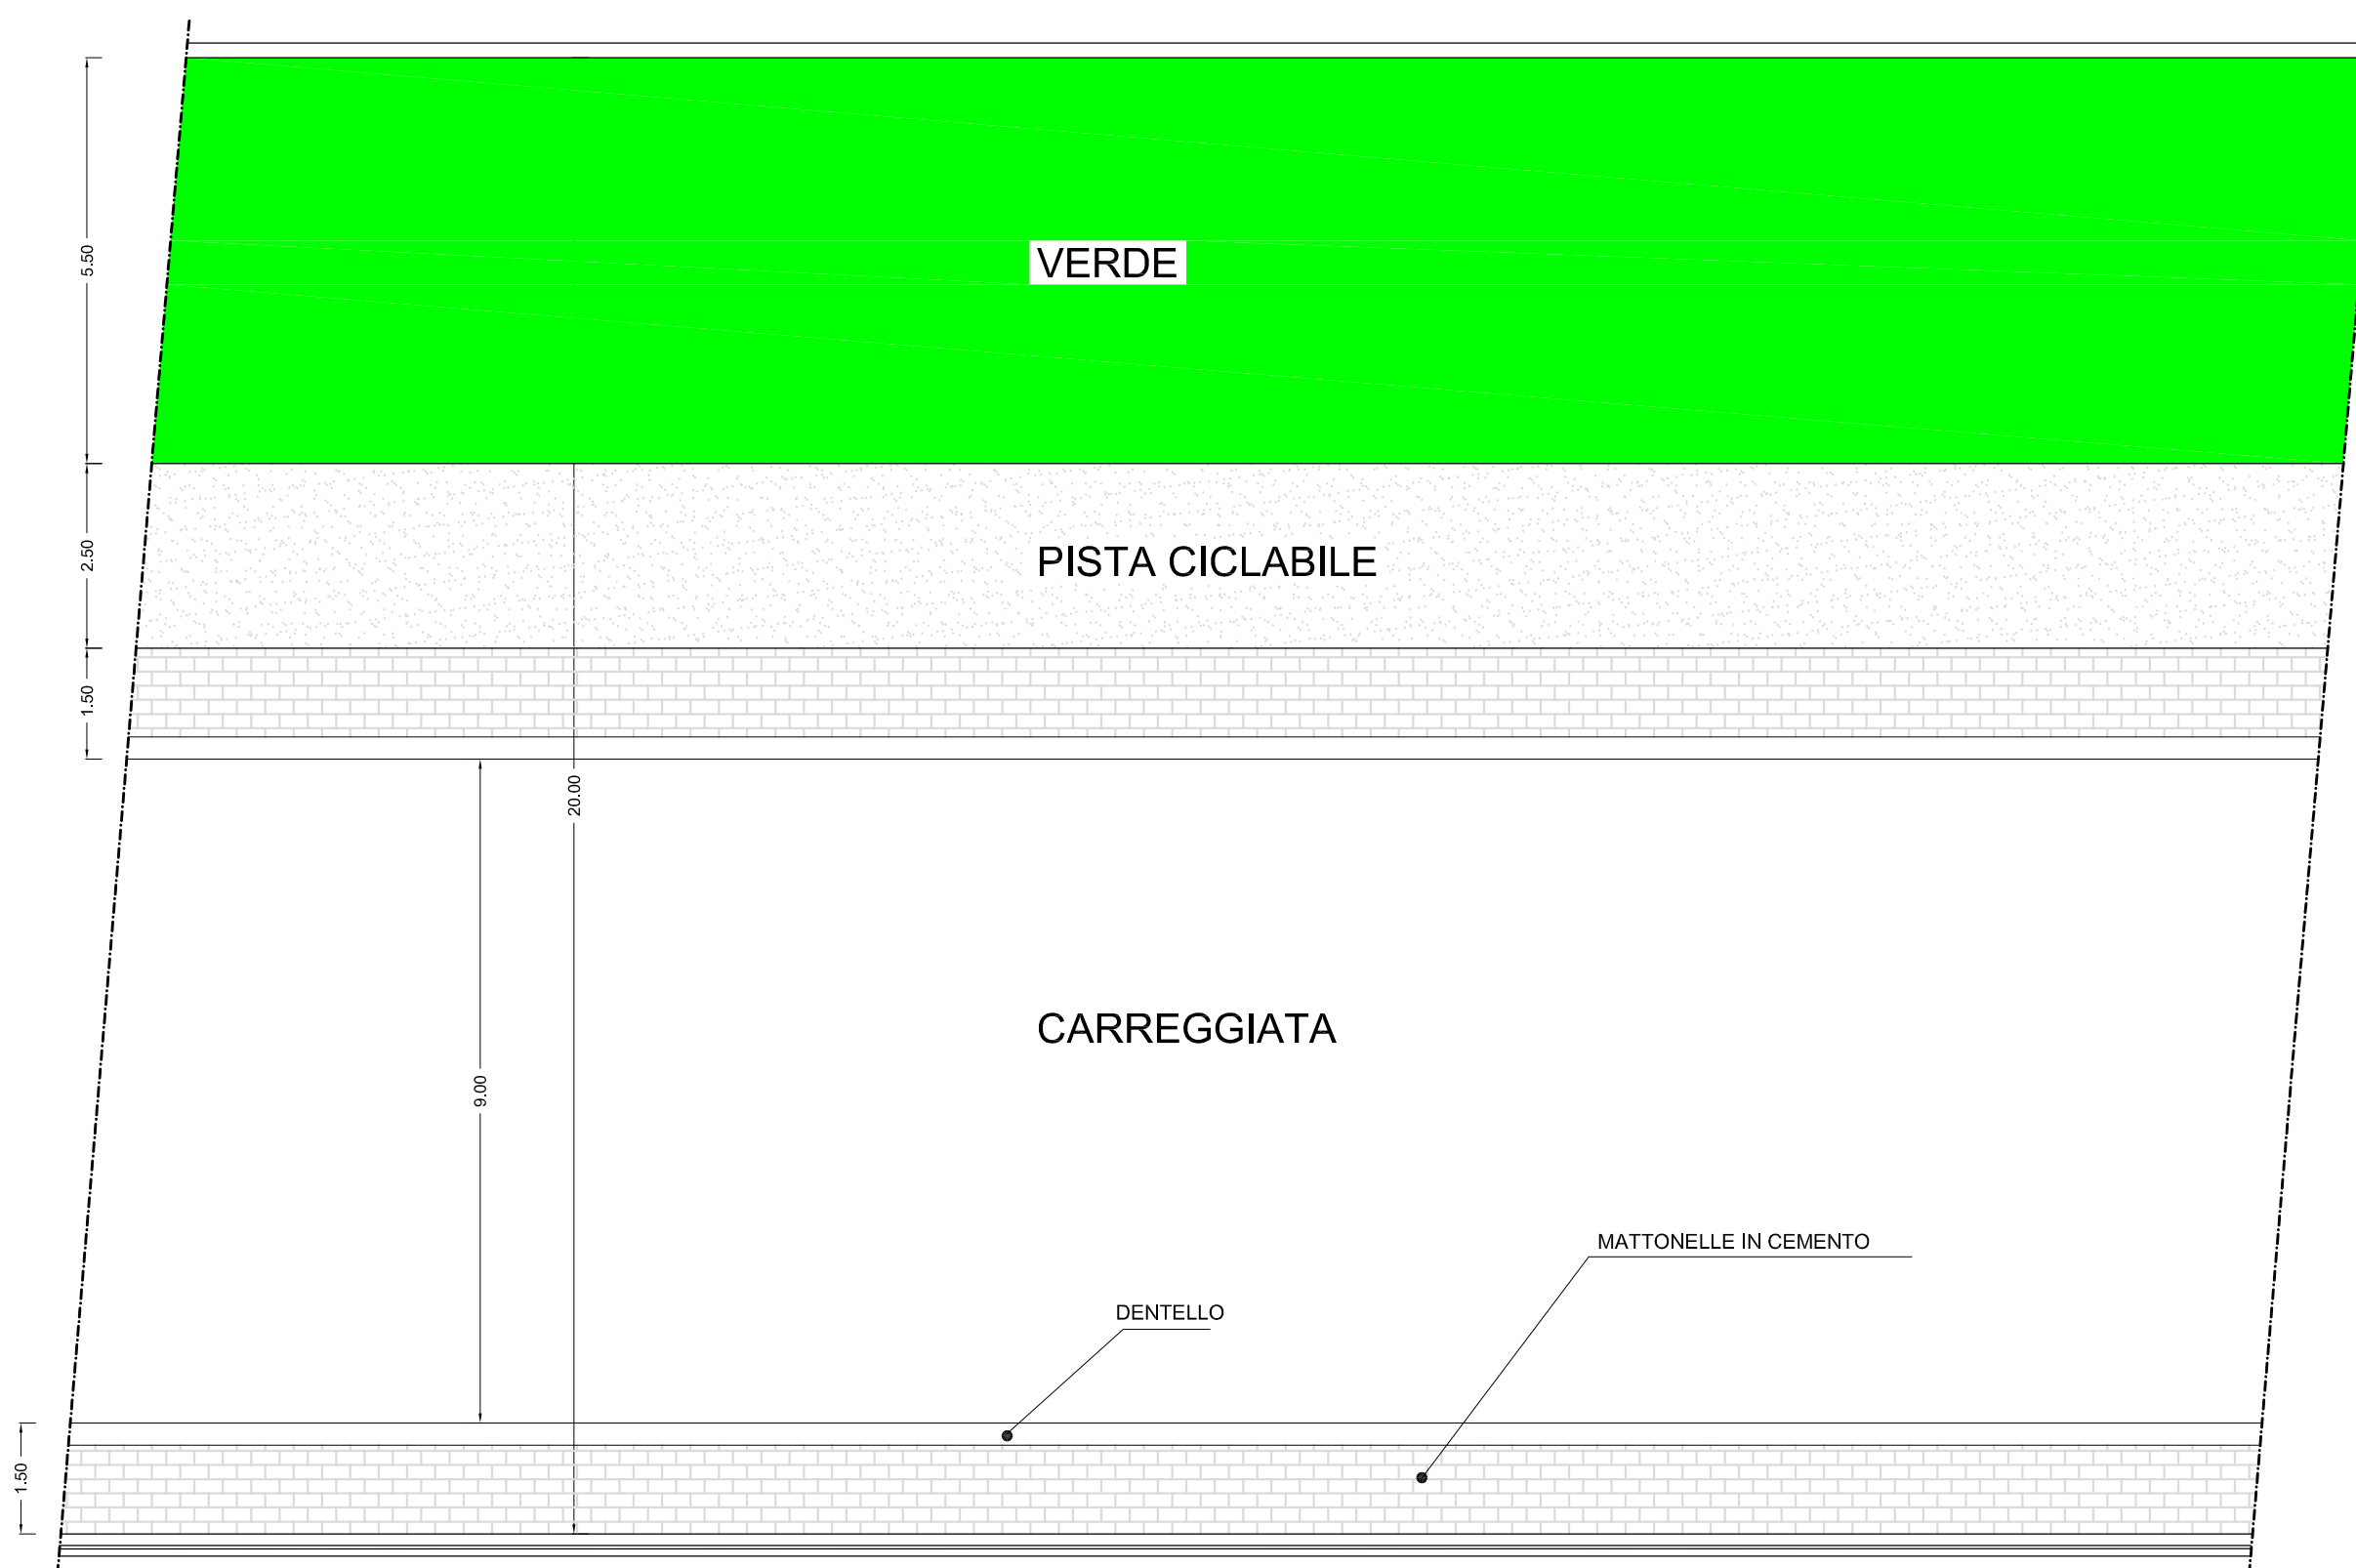 5.50
VERDE
2.50
PISTA CICLABILE
1.50
20.00
CARREGGIATA
9.00
MATTONELLE IN CEMENTO
DENTELLO
1.50